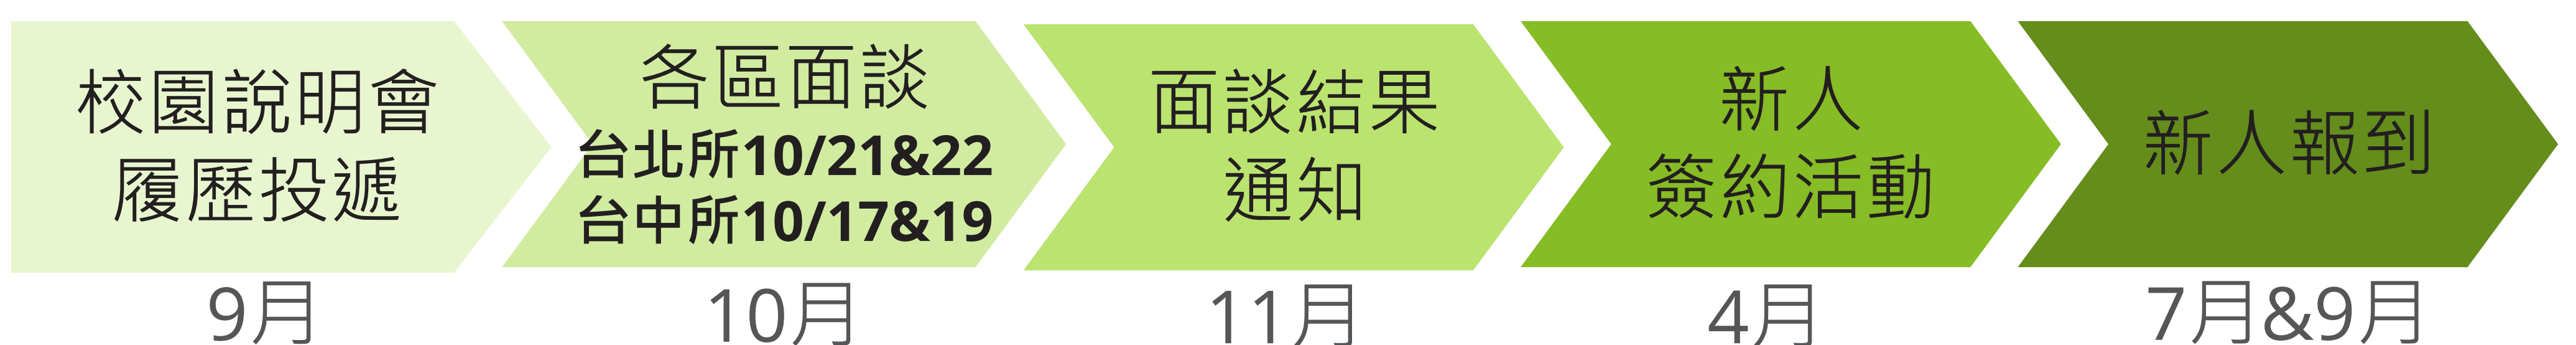 校園說明會
履歷投遞
9月
各區面談
台北所10/21&22
台中所10/17&19
10月
面談結果
通知
11月
新人
簽約活動
4月
新人報到
7月&9月